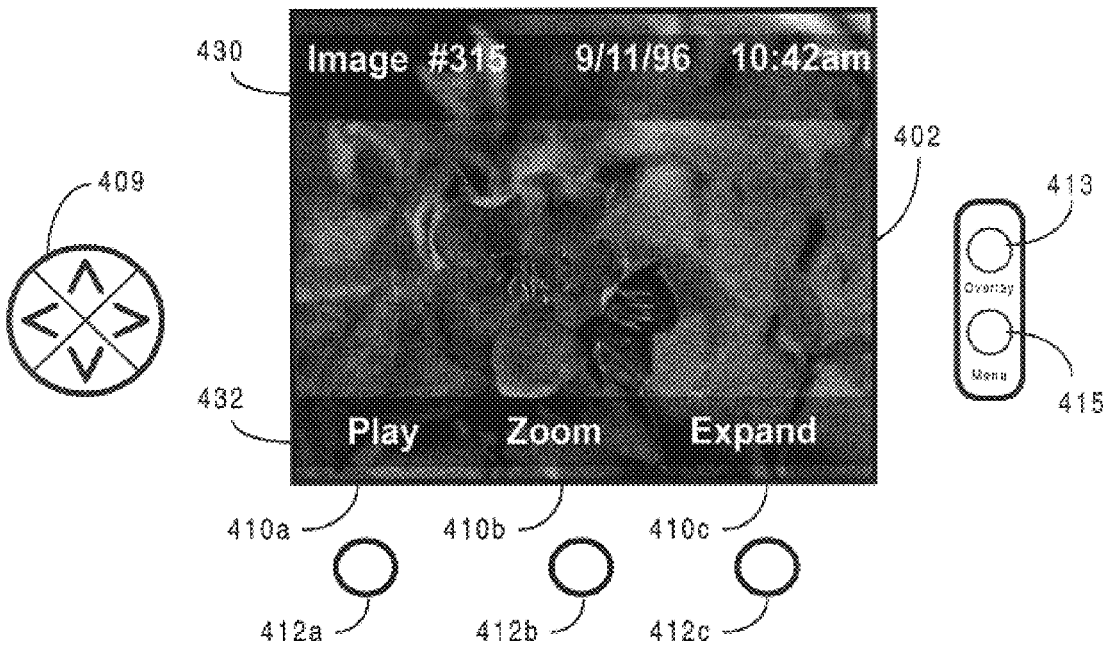 430
Image #315 9/11/96 10:42am
402
409
413
Overlay
Menu
415
432
Play Zoom Expand
410a 410b 410c
412a 412b 412c